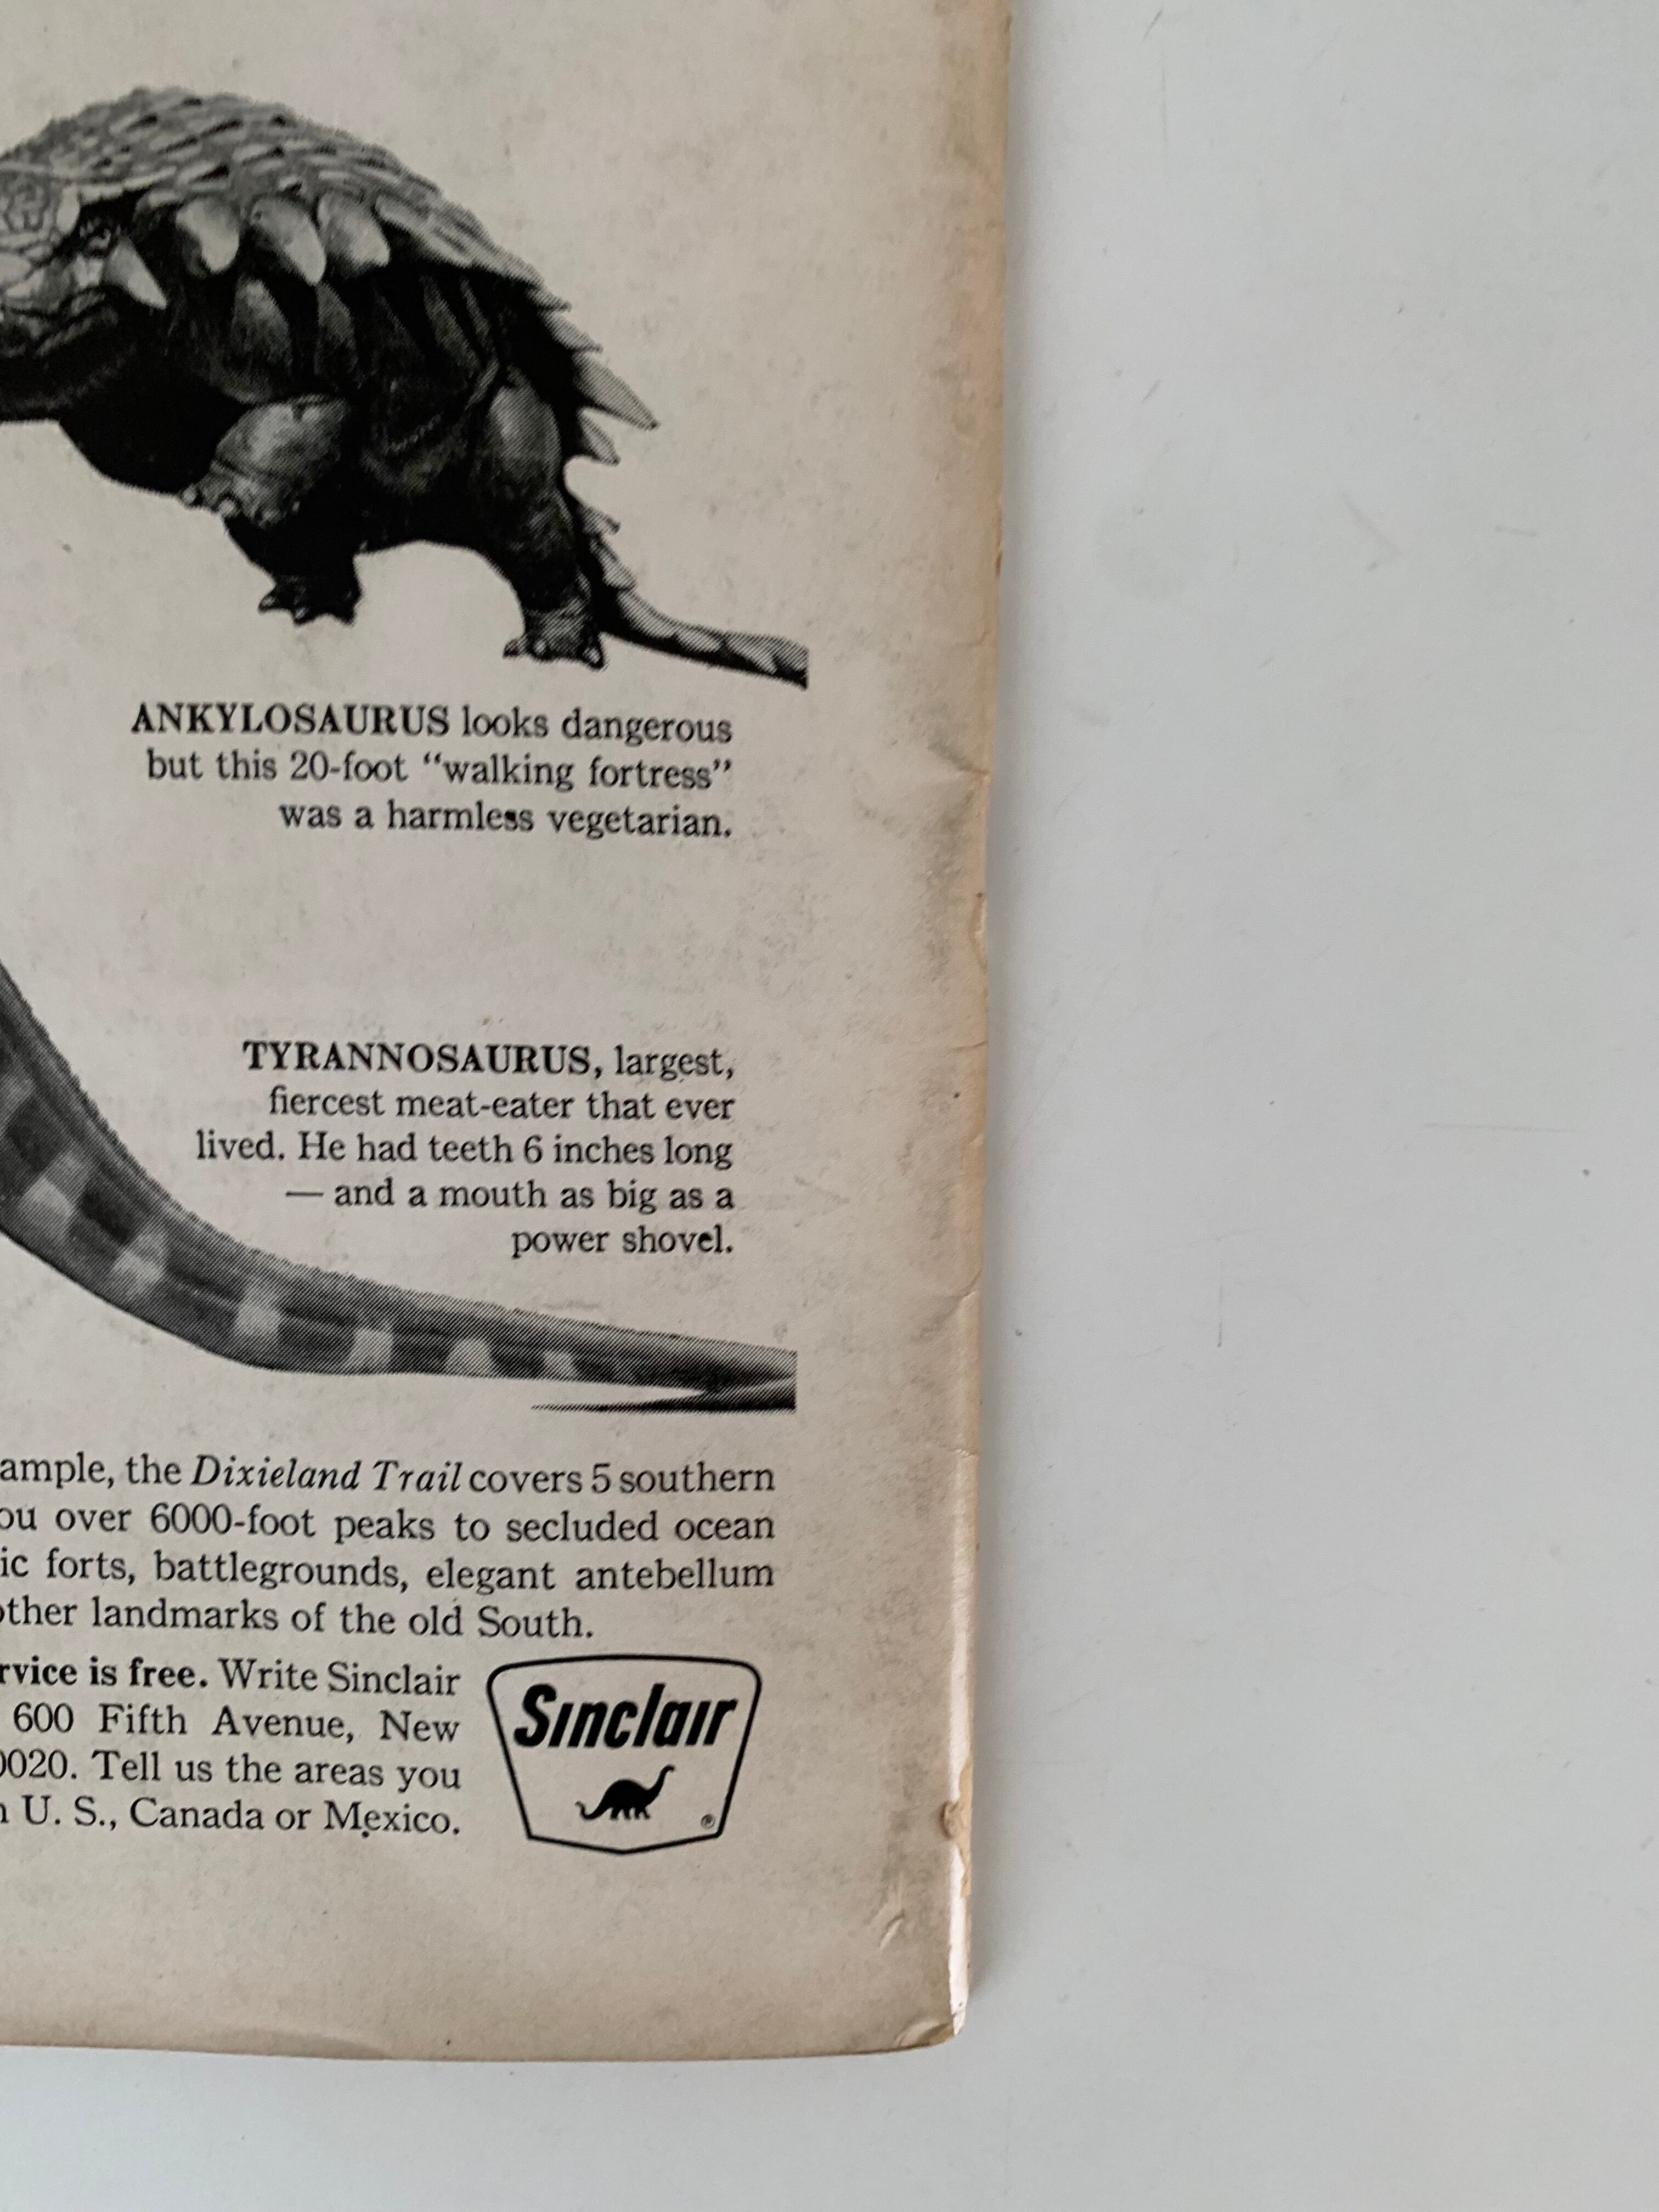 ANKYLOSAURUS looks dangerous
but this 20-foot “walking fortress”
was a harmless vegetarian.
TYRANNOSAURUS, largest,
fiercest meat-eater that ever
lived. He had teeth 6 inches long
— and a mouth as big as a
power shovel.
ample, the Dixieland Trail covers 5 southern
ou over 6000-foot peaks to secluded ocean
ic forts, battlegrounds, elegant antebellum
other landmarks of the old South.
rvice is free. Write Sinclair
600 Fifth Avenue, New
0020. Tell us the areas you
n U. S., Canada or Mexico.
Sinclair
®